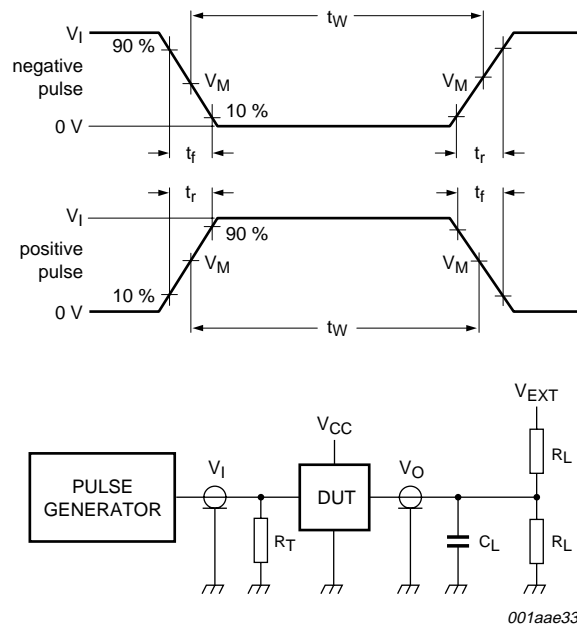 V_I
90 %
negative
pulse
0 V
t_W
V_M
10 %
V_M
t_f
t_r
t_r
t_f
V_I
positive
pulse
0 V
90 %
V_M
10 %
V_M
t_W
V_EXT
V_CC
R_L
V_I
V_O
PULSE
GENERATOR
DUT
R_T
C_L
R_L
001aae33